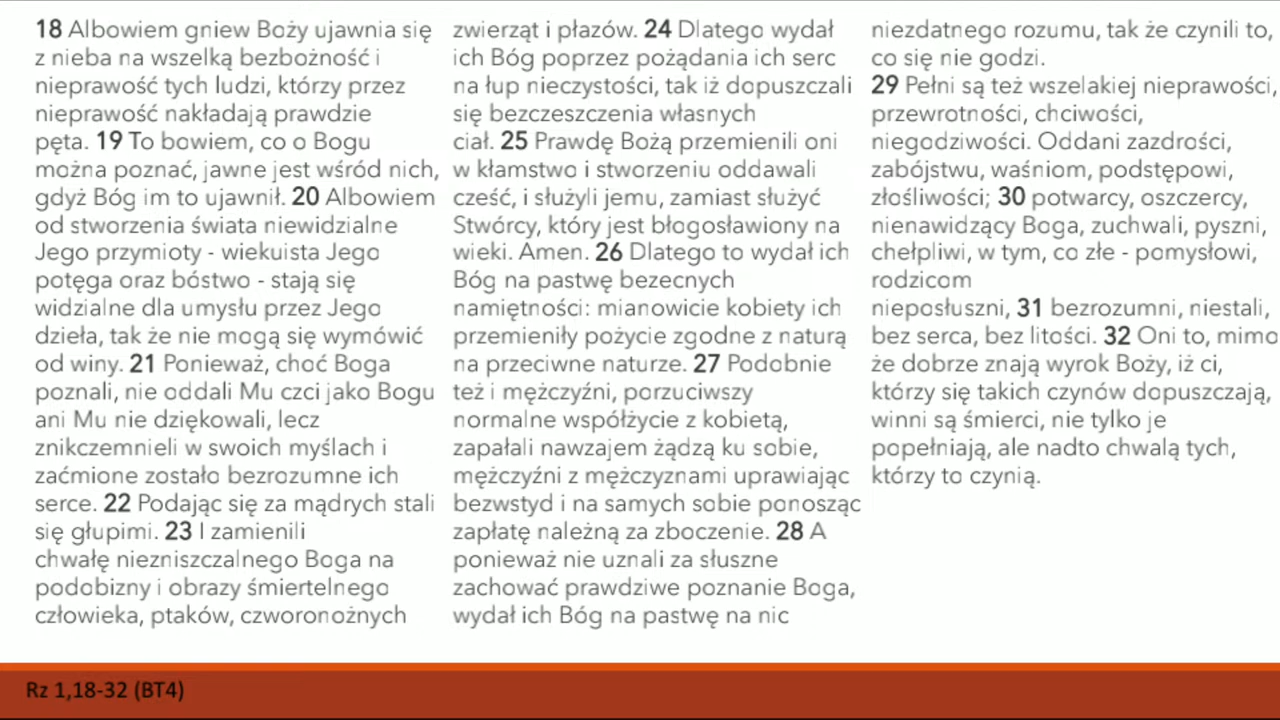 18 Albowiem gniew Boży ujawnia się
z nieba na wszelką bezbożność i
nieprawość tych ludzi, którzy przez
nieprawość nakładają prawdzie
pęta. 19 To bowiem, co o Bogu
można poznać, jawne jest wśród nich,
gdyż Bóg im to ujawnił. 20 Albowiem
od stworzenia świata niewidzialne
Jego przymioty - wiekuista Jego
potęga oraz bóstwo - stają się
widzialne dla umysłu przez Jego
dzieła, tak że nie mogą się wymówić
od winy. 21 Ponieważ, choć Boga
poznali, nie oddali Mu czci jako Bogu
ani Mu nie dziękowali, lecz
znikczemnieli w swoich myślach i
zaćmione zostało bezrozumne ich
serce. 22 Podając się za mądrych stali
się głupimi. 23 I zamienili
chwałę niezniszczalnego Boga na
podobizny i obrazy śmiertelnego
człowieka, ptaków, czworonożnych
zwierząt i płazów. 24 Dlatego wydał
ich Bóg poprzez pożądania ich serc
na łup nieczystości, tak iż dopuszczali
się bezczeszczenia własnych
ciał. 25 Prawdę Bożą przemienili oni
w kłamstwo i stworzeniu oddawali
cześć, i służyli jemu, zamiast służyć
Stwórcy, który jest błogosławiony na
wieki. Amen. 26 Dlatego to wydał ich
Bóg na pastwę bezecnych
namiętności: mianowicie kobiety ich
przemieniły pożycie zgodne z naturą
na przeciwne naturze. 27 Podobnie
też i mężczyźni, porzuciwszy
normalne współżycie z kobietą,
zapałali nawzajem żądzą ku sobie,
mężczyźni z mężczyznami uprawiając
bezwstyd i na samych sobie ponosząc
zapłatę należną za zboczenie. 28 A
ponieważ nie uznali za słuszne
zachować prawdziwe poznanie Boga,
wydał ich Bóg na pastwę na nic
niezdatnego rozumu, tak że czynili to,
co się nie godzi.
29 Pełni są też wszelakiej nieprawości,
przewrotności, chciwości,
niegodziwości. Oddani zazdrości,
zabójstwu, waśniom, podstępowi,
złośliwości; 30 potwarcy, oszczercy,
nienawidzący Boga, zuchwali, pyszni,
chełpliwi, w tym, co złe - pomysłowi,
rodzicom
nieposłuszni, 31 bezrozumni, niestali,
bez serca, bez litości. 32 Oni to, mimo
że dobrze znają wyrok Boży, iż ci,
którzy się takich czynów dopuszczają,
winni są śmierci, nie tylko je
popełniają, ale nadto chwalą tych,
którzy to czynią.
Rz 1,18-32 (BT4)